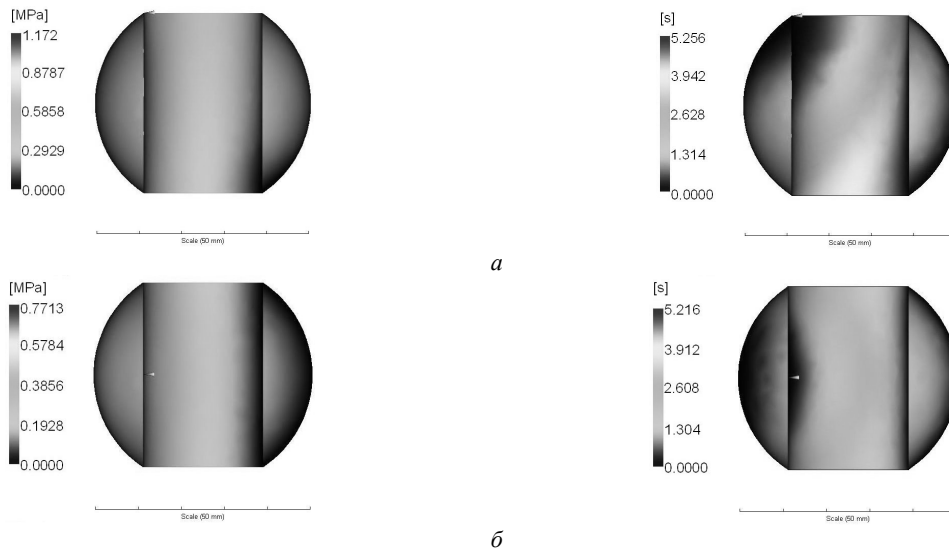 [MPa]
1.172
0.8787
0.5858
0.2929
0.0000
Scale (50 mm)
[s]
5.256
3.942
2.628
1.314
0.0000
Scale (50 mm)
а
[MPa]
0.7713
0.5784
0.3856
0.1928
0.0000
Scale (50 mm)
[s]
5.216
3.912
2.608
1.304
0.0000
Scale (50 mm)
б